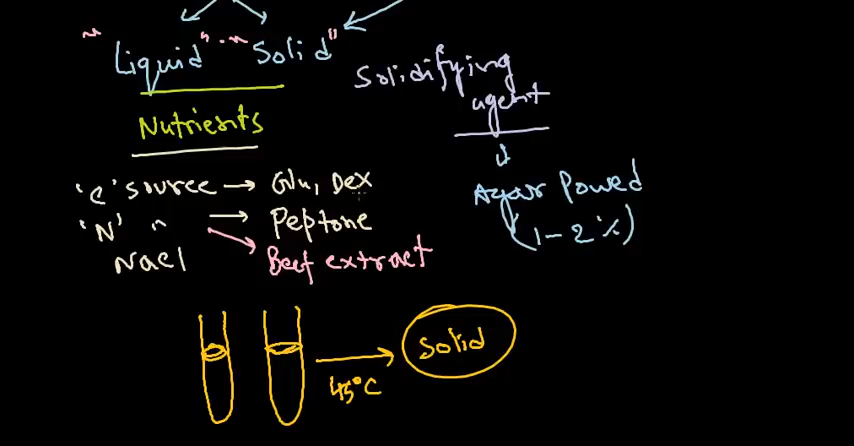 "Liquid" "Solid"
Solidifying
agent
Nutrients
'C' source → Glu, Dex
'N' " → Peptone
Nacl
Beef extract
Agar Powed
(1-2%)
45°C
Solid